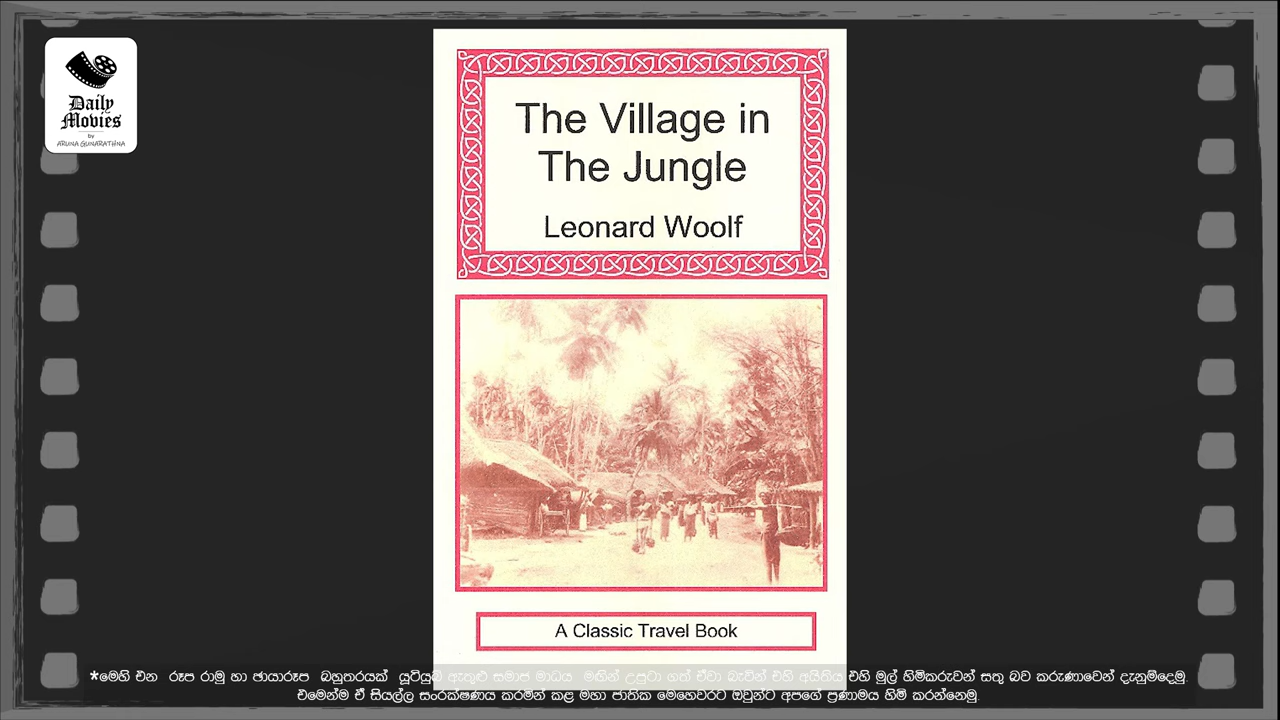 Daily
Movies
by
ARUNA GUNARATHNA
The Village in
The Jungle
Leonard Woolf
A Classic Travel Book
*මෙහි එන රූප රාමු හා ඡායාරූප බහුතරයක් යූටියුබ් ඇතුළු සමාජ මාධ්‍ය මඟින් උපුටා ගත් ඒවා බැවින් එහි අයිතිය එහි මුල් හිමිකරුවන් සතු බව කරුණාවෙන් දැනුම්දෙමු.
එමෙන්ම ඒ සියල්ල සංරක්ෂණය කරමින් කළ මහා ජාතික මෙහෙවරට ඔවුන්ට අපගේ ප්‍රණාමය හිමි කරන්නෙමු